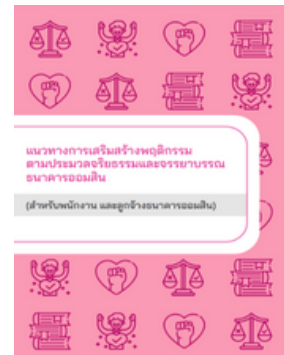 แนวทางการเสริมสร้างพฤติกรรม
ตามประมวลจริยธรรมและจรรยาบรรณ
ธนาคารออมสิน
(สำหรับพนักงาน และลูกจ้างธนาคารออมสิน)